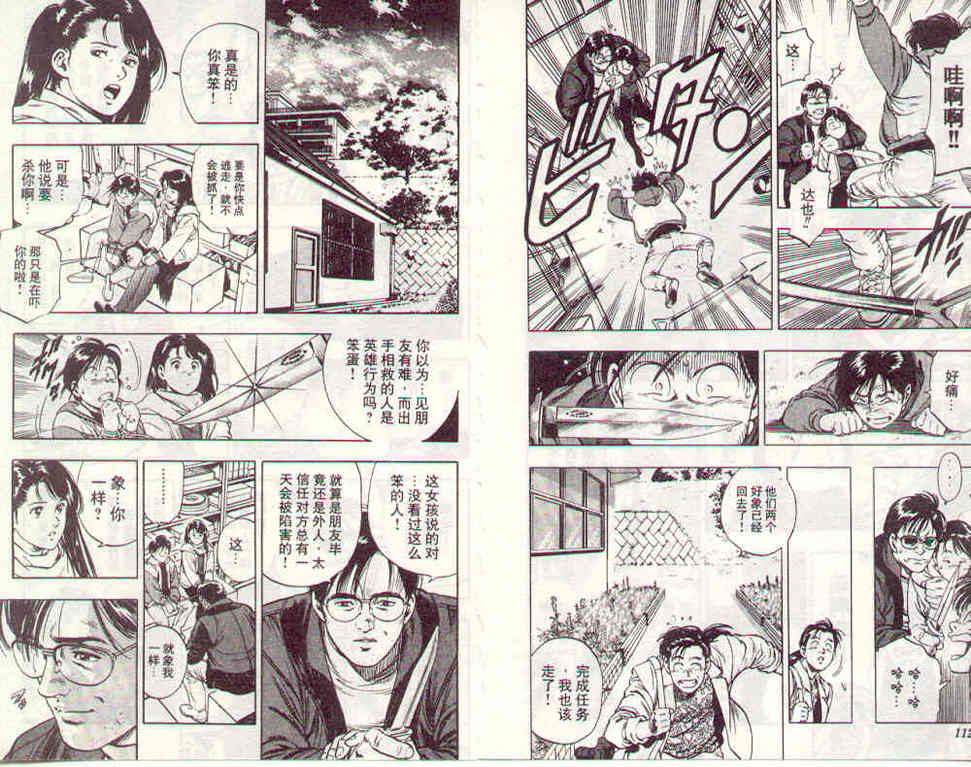 哇啊啊!!
这…
达也!!
ビクーン
好痛
…
…
哈…
哈…
哈…
他们两个
好象已经
回去了！
完成任务
，我也该
走了！
112
真是的…
你真笨！
要是你快点
逃走，就不
会被抓了！
可是…
他说要
杀你啊…
那只是在吓
你的啦！
你以为…见朋
友有难，而出
手相救的人是
英雄行为吗？
笨蛋！
这女孩说的对
…没看过这么
笨的人！
就算是朋友毕
竟还是外人，太
信任对方总有一
天会被陷害的！
这…
………
就象我
一样…
象…你
一样？